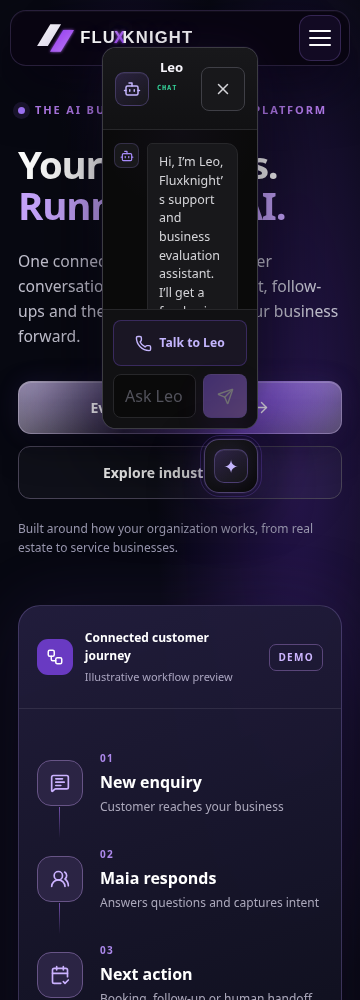 FLUXKNIGHT
Leo
CHAT
THE AI BU
PLATFORM
Hi, I’m Leo,
Fluxknight’
s support
and
business
evaluation
assistant.
I’ll get a
Your
s.
Run
AI.
One connec
er
conversatio
t, follow-
ups and the
ur business
forward.
Talk to Leo
Ask Leo
Ev
Explore indust
Built around how your organization works, from real
estate to service businesses.
Connected customer
journey
Illustrative workflow preview
DEMO
01
New enquiry
Customer reaches your business
02
Maia responds
Answers questions and captures intent
03
Next action
Booking, follow-up or human handoff